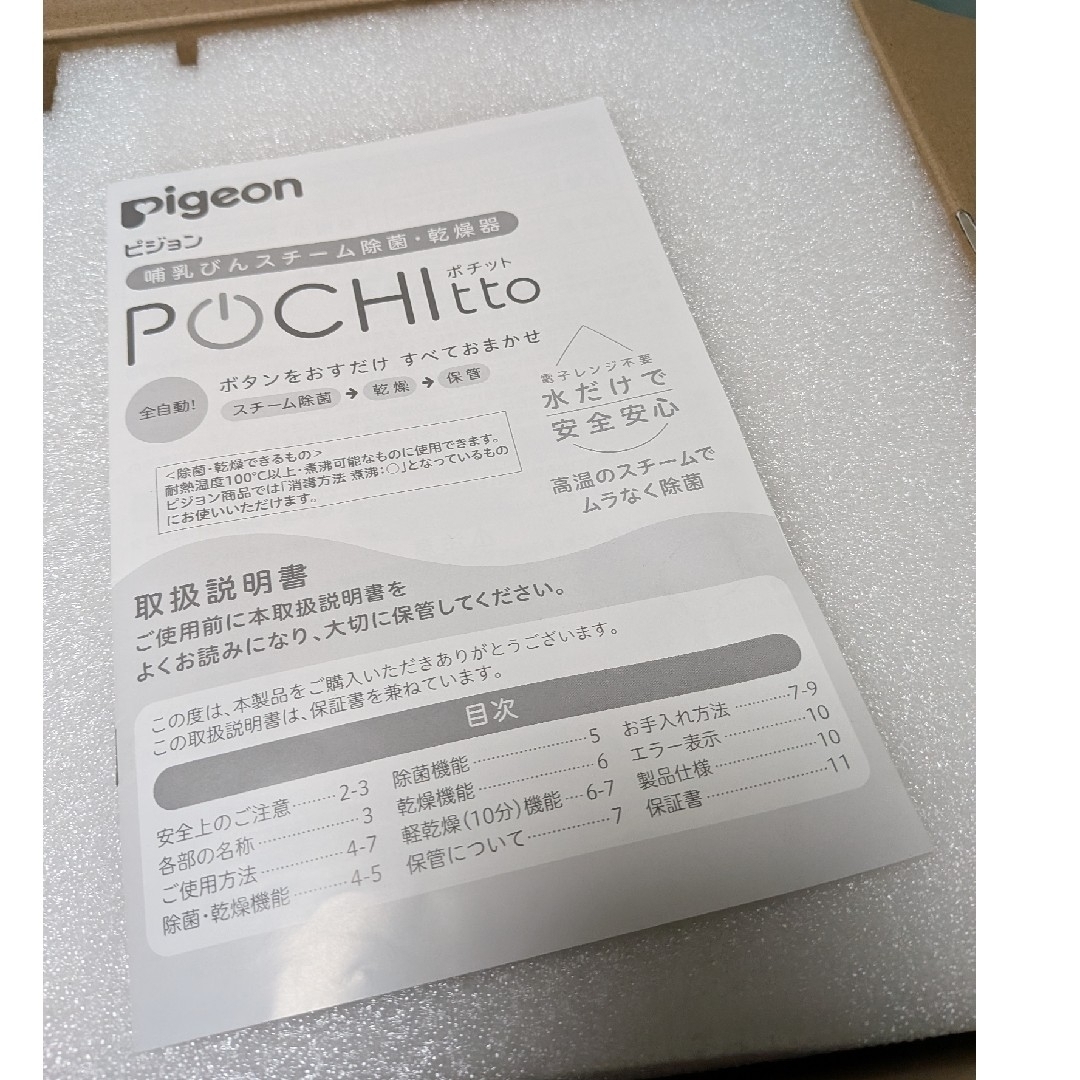 Pigeon
ピジョン
哺乳びんスチーム除菌・乾燥器
POCHItto
ポチット
全自動!
ボタンをおすだけ すべておまかせ
スチーム除菌 → 乾燥 → 保管
<除菌・乾燥できるもの>
耐熱温度100℃以上・煮沸可能なものに使用できます。
ピジョン商品では「消毒方法 煮沸:○」となっているもの
にお使いいただけます。
電子レンジ不要
水だけで
安全安心
高温のスチームで
ムラなく除菌
取扱説明書
ご使用前に本取扱説明書を
よくお読みになり、大切に保管してください。
この度は、本製品をご購入いただきありがとうございます。
この取扱説明書は、保証書を兼ねています。
目次
安全上のご注意………2-3
各部の名称………………3
ご使用方法……………4-7
除菌・乾燥機能………4-5
除菌機能…………………5
乾燥機能…………………6
軽乾燥(10分)機能…6-7
保管について……………7
お手入れ方法………7-9
エラー表示……………10
製品仕様………………10
保証書…………………11